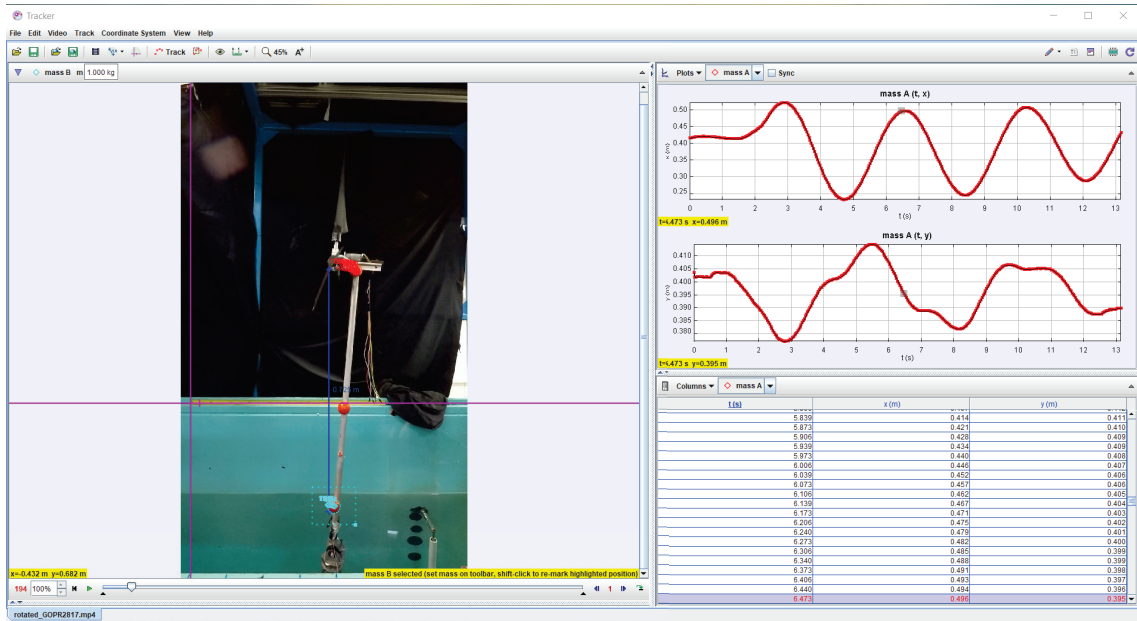 Tracker
File Edit Video Track Coordinate System View Help
Track 45% A
mass B m 1.000 kg
Plots mass A Sync
mass A (t, x)
0.50
0.45
0.40
0.35
0.30
0.25
x (m)
0 1 2 3 4 5 6 7 8 9 10 11 12 13
t (s)
t=6.473 s x=0.496 m
mass A (t, y)
0.410
0.405
0.400
0.395
0.390
0.385
0.380
y (m)
0 1 2 3 4 5 6 7 8 9 10 11 12 13
t (s)
t=6.473 s y=0.395 m
Columns mass A
t (s) x (m) y (m)
5.839 0.414 0.411
5.873 0.421 0.410
5.906 0.428 0.409
5.939 0.434 0.409
5.973 0.440 0.408
6.006 0.446 0.407
6.039 0.452 0.406
6.073 0.457 0.406
6.106 0.462 0.405
6.139 0.467 0.404
6.173 0.471 0.403
6.206 0.475 0.402
6.240 0.479 0.401
6.273 0.482 0.400
6.306 0.485 0.399
6.340 0.488 0.399
6.373 0.491 0.398
6.406 0.493 0.397
6.440 0.494 0.396
6.473 0.496 0.395
x=-0.432 m y=0.682 m
mass B selected (set mass on toolbar, shift-click to re-mark highlighted position)
194 100% 1
rotated_GOPR2817.mp4